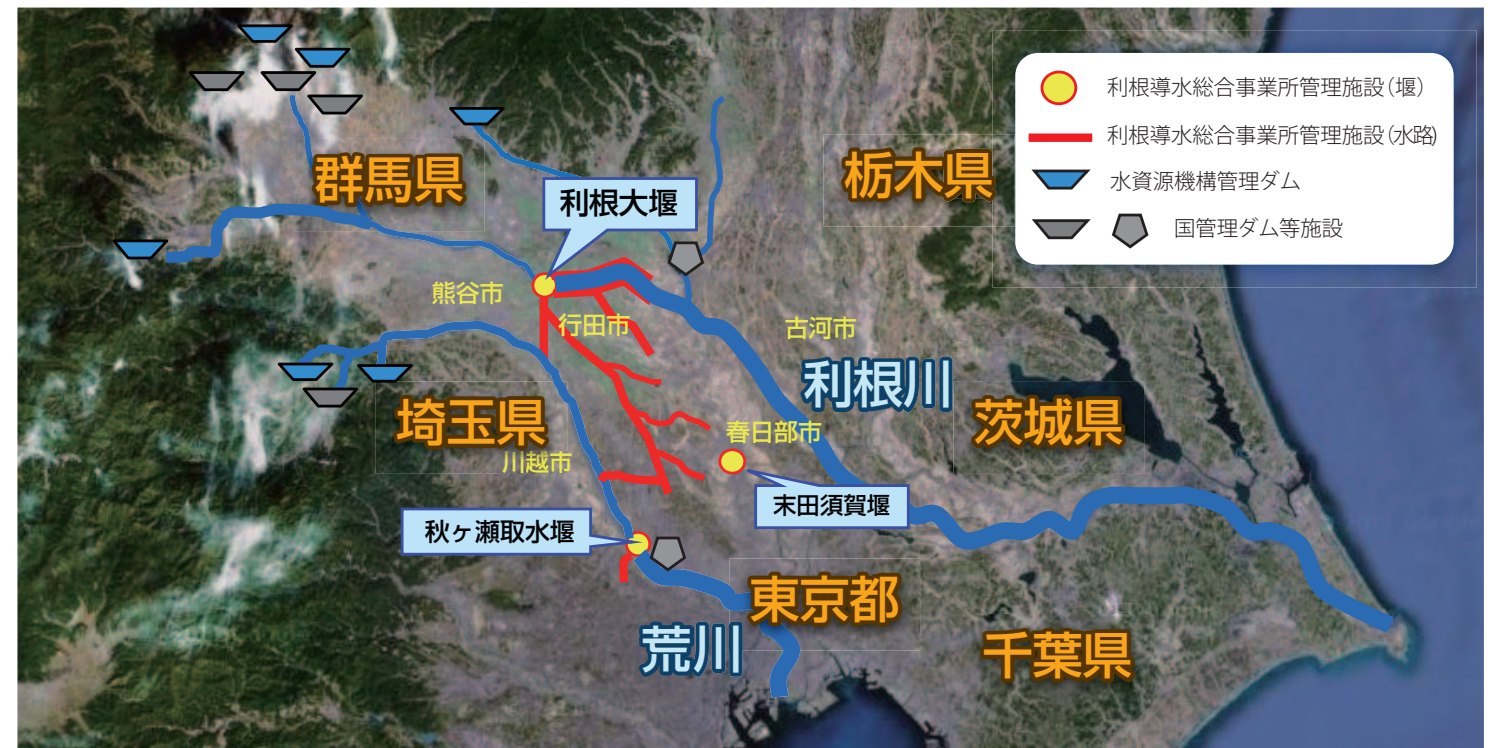 利根導水総合事業所管理施設（堰）
利根導水総合事業所管理施設（水路）
水資源機構管理ダム
国管理ダム等施設
群馬県
栃木県
利根大堰
熊谷市
行田市
古河市
利根川
埼玉県
茨城県
春日部市
川越市
末田須賀堰
秋ヶ瀬取水堰
東京都
荒川
千葉県